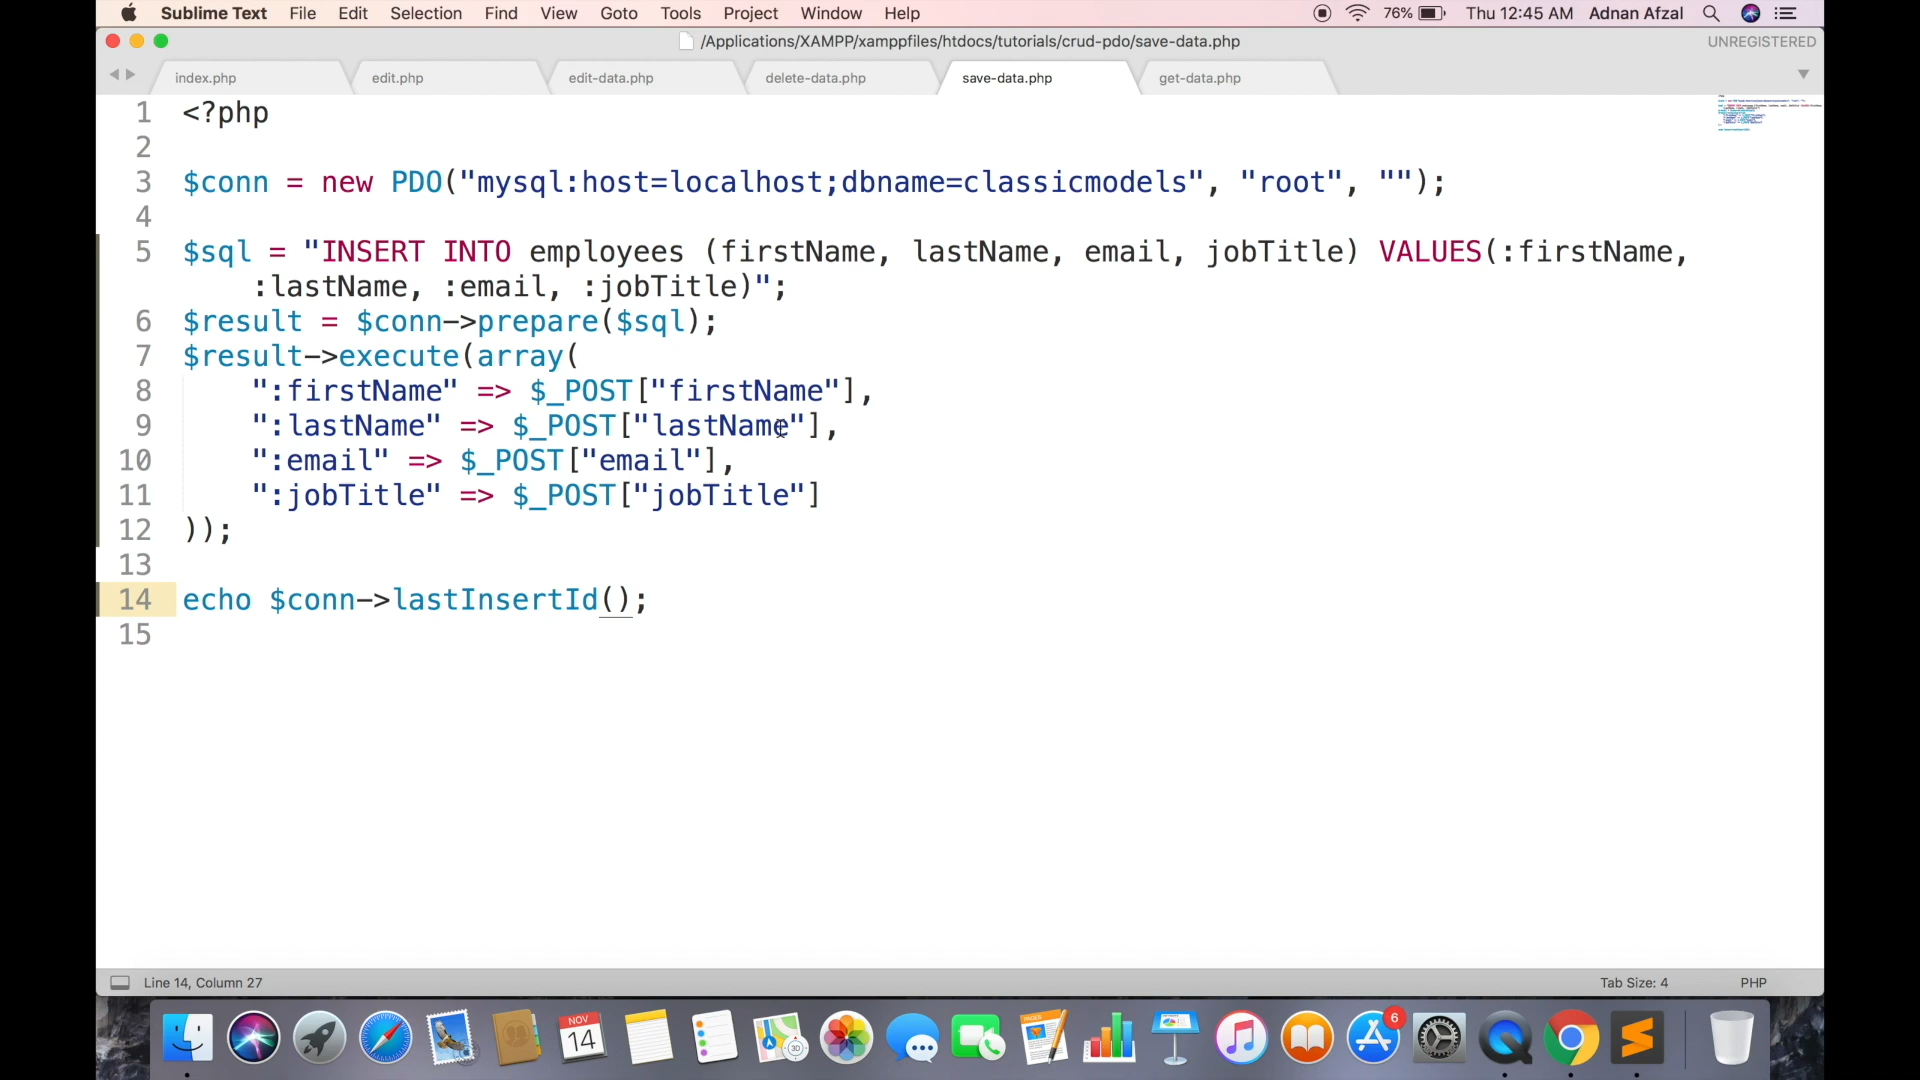 Sublime Text File Edit Selection Find View Goto Tools Project Window Help 76% Thu 12:45 AM Adnan Afzal
/Applications/XAMPP/xamppfiles/htdocs/tutorials/crud-pdo/save-data.php UNREGISTERED
index.php edit.php edit-data.php delete-data.php save-data.php get-data.php
1 <?php
2
3 $conn = new PDO("mysql:host=localhost;dbname=classicmodels", "root", "");
4
5 $sql = "INSERT INTO employees (firstName, lastName, email, jobTitle) VALUES(:firstName,
:lastName, :email, :jobTitle)";
6 $result = $conn->prepare($sql);
7 $result->execute(array(
8 ":firstName" => $_POST["firstName"],
9 ":lastName" => $_POST["lastName"],
10 ":email" => $_POST["email"],
11 ":jobTitle" => $_POST["jobTitle"]
12 ));
13
14 echo $conn->lastInsertId();
15
Line 14, Column 27 Tab Size: 4 PHP
NOV
14
6